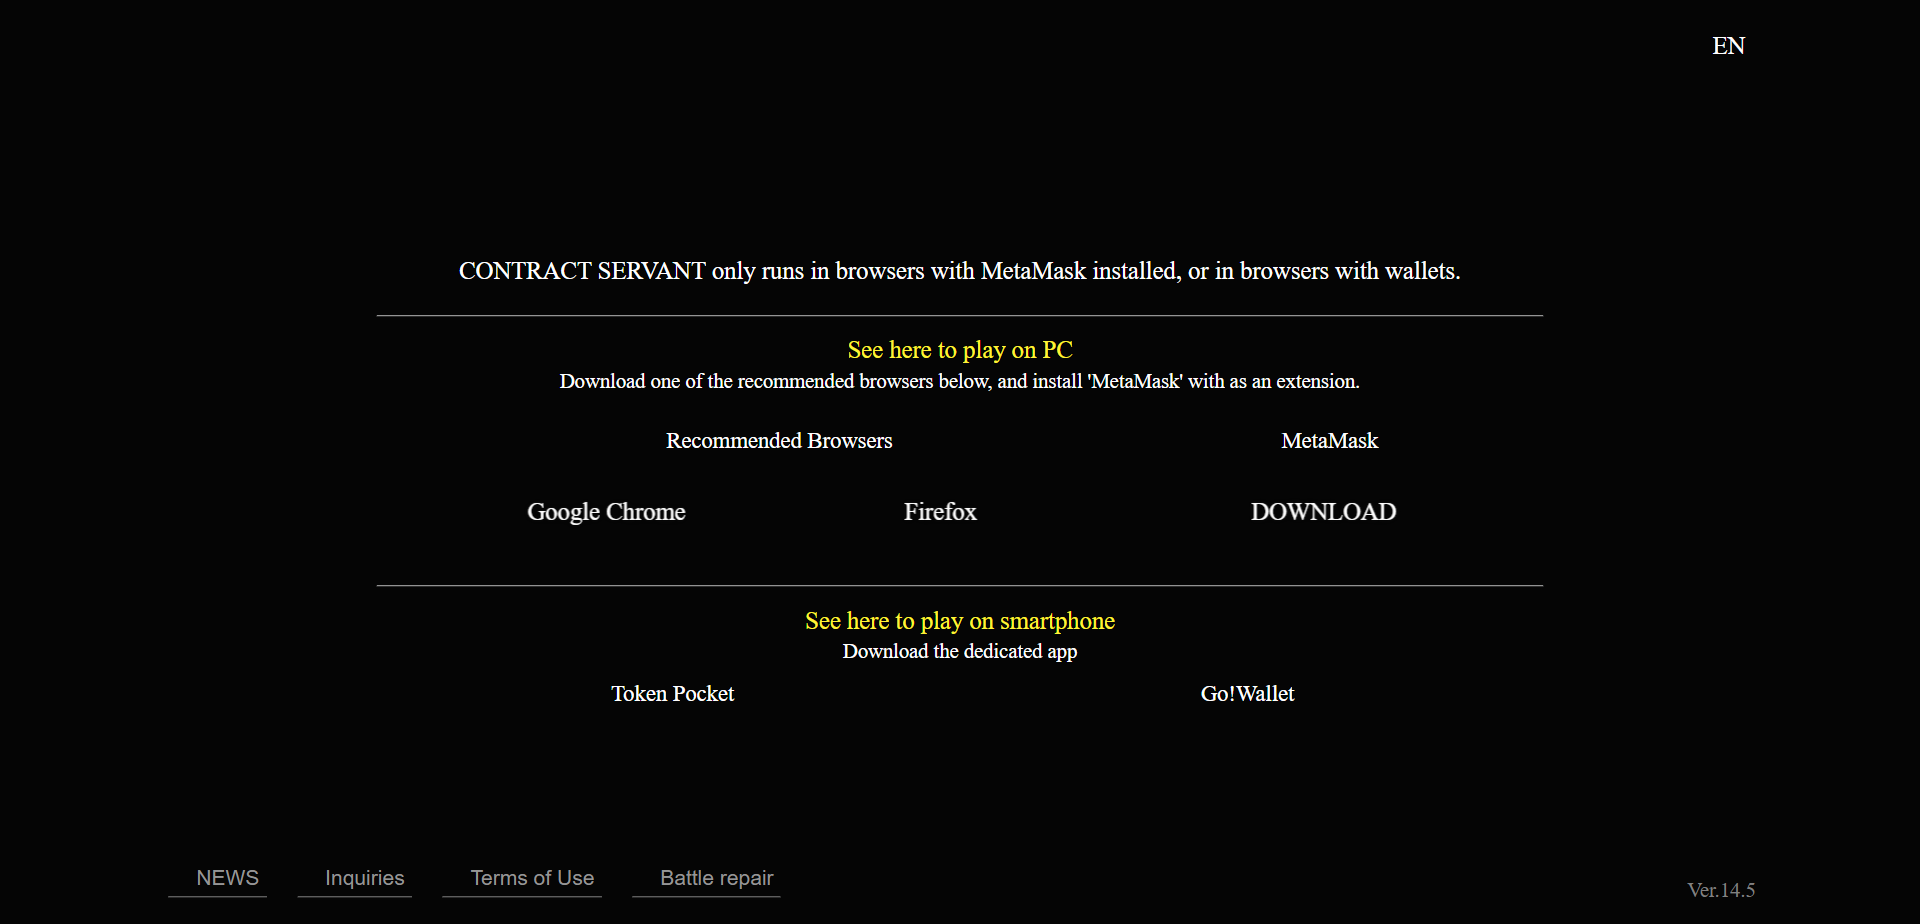 EN
CONTRACT SERVANT only runs in browsers with MetaMask installed, or in browsers with wallets.
See here to play on PC
Download one of the recommended browsers below, and install 'MetaMask' with as an extension.
Recommended Browsers MetaMask
Google Chrome Firefox DOWNLOAD
See here to play on smartphone
Download the dedicated app
Token Pocket Go!Wallet
NEWS Inquiries Terms of Use Battle repair
Ver.14.5